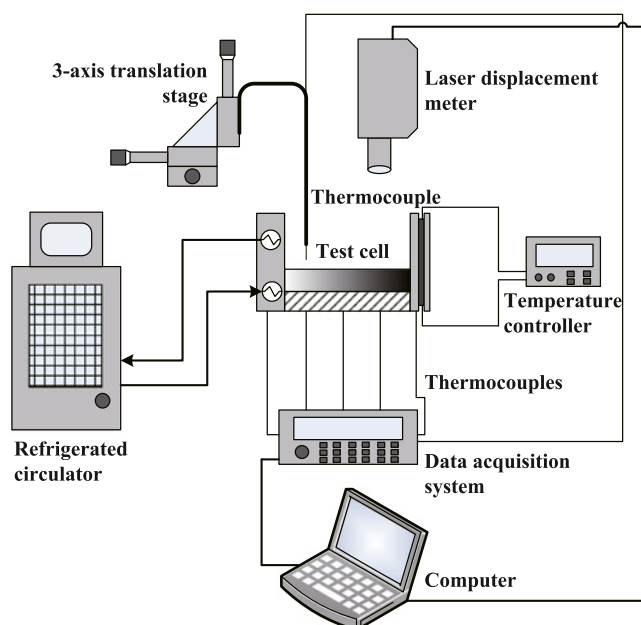 3-axis translation
stage
Laser displacement
meter
Thermocouple
Test cell
Temperature
controller
Thermocouples
Refrigerated
circulator
Data acquisition
system
Computer